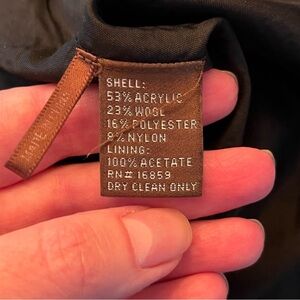 SHELL:
53% ACRYLIC
23% WOOL
16% POLYESTER
8% NYLON
LINING:
100% ACETATE
RN# 16859
DRY CLEAN ONLY